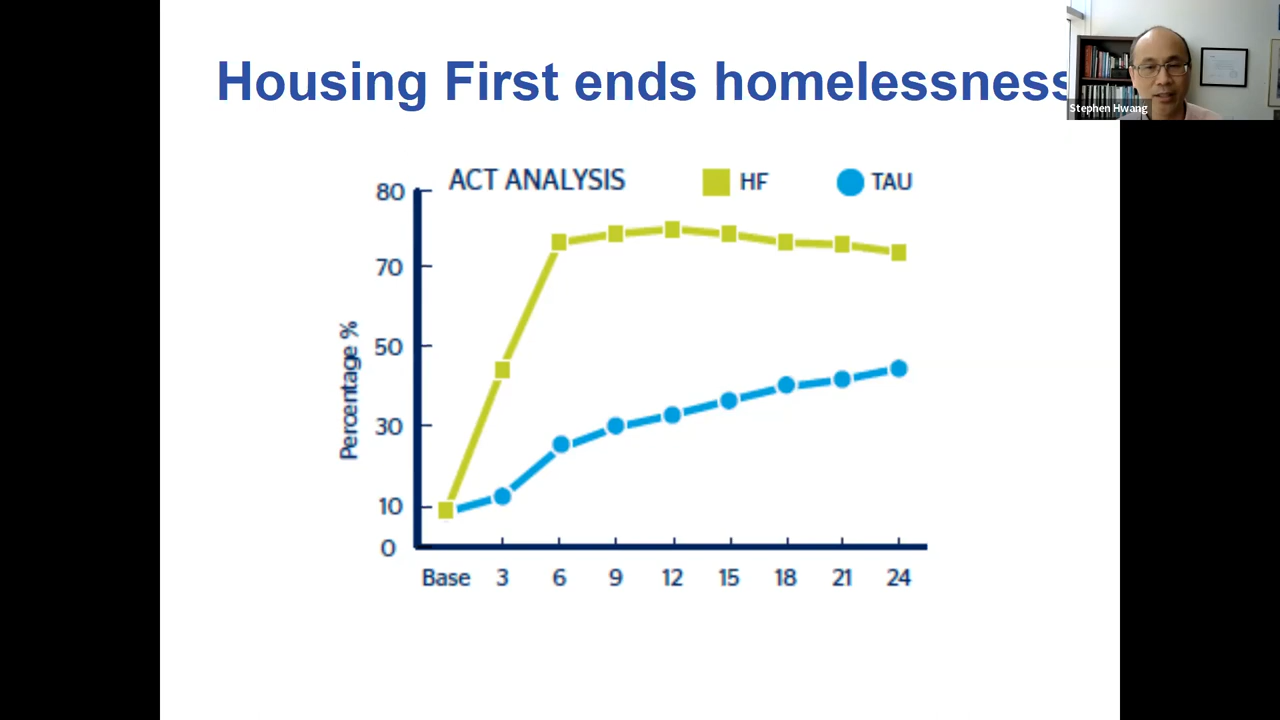 Housing First ends homelessness
Stephen Hwang
ACT ANALYSIS HF TAU
80
70
50
30
10
0
Percentage %
Base 3 6 9 12 15 18 21 24